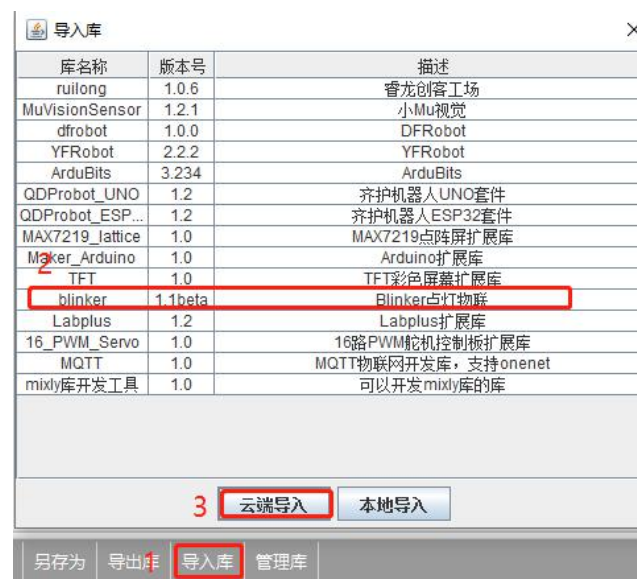 导入库 ×
库名称 版本号 描述
ruilong 1.0.6 睿龙创客工场
MuVisionSensor 1.2.1 小Mu视觉
dfrobot 1.0.0 DFRobot
YFRobot 2.2.2 YFRobot
ArduBits 3.234 ArduBits
QDProbot_UNO 1.2 齐护机器人UNO套件
QDProbot_ESP... 1.2 齐护机器人ESP32套件
MAX7219_lattice 1.0 MAX7219点阵屏扩展库
Maker_Arduino 1.0 Arduino扩展库
2
TFT 1.0 TFT彩色屏幕扩展库
blinker 1.1beta Blinker点灯物联
Labplus 1.2 Labplus扩展库
16_PWM_Servo 1.0 16路PWM舵机控制板扩展库
MQTT 1.0 MQTT物联网开发库，支持onenet
mixly库开发工具 1.0 可以开发mixly库的库
3 云端导入 本地导入
另存为 导出库 1 导入库 管理库